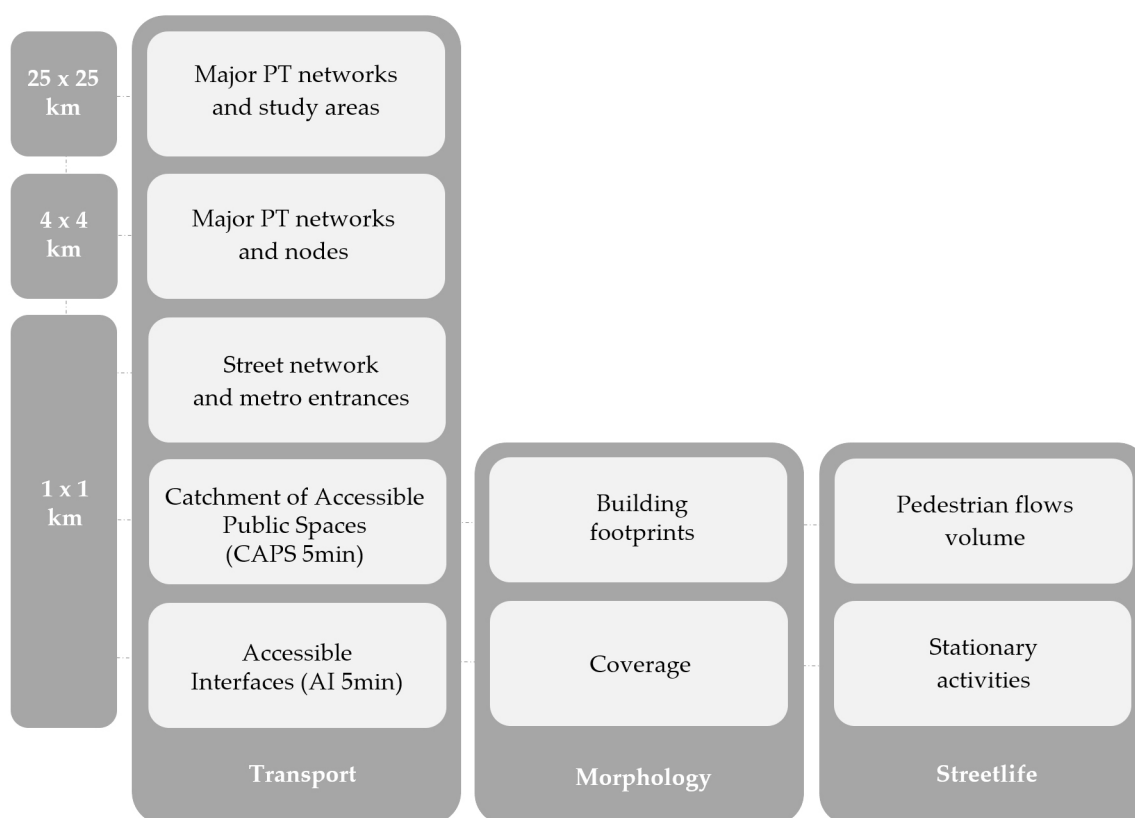 25 x 25
km
Major PT networks
and study areas
4 x 4
km
Major PT networks
and nodes
1 x 1
km
Street network
and metro entrances
Catchment of Accessible
Public Spaces
(CAPS 5min)
Building
footprints
Pedestrian flows
volume
Accessible
Interfaces (AI 5min)
Coverage
Stationary
activities
Transport
Morphology
Streetlife